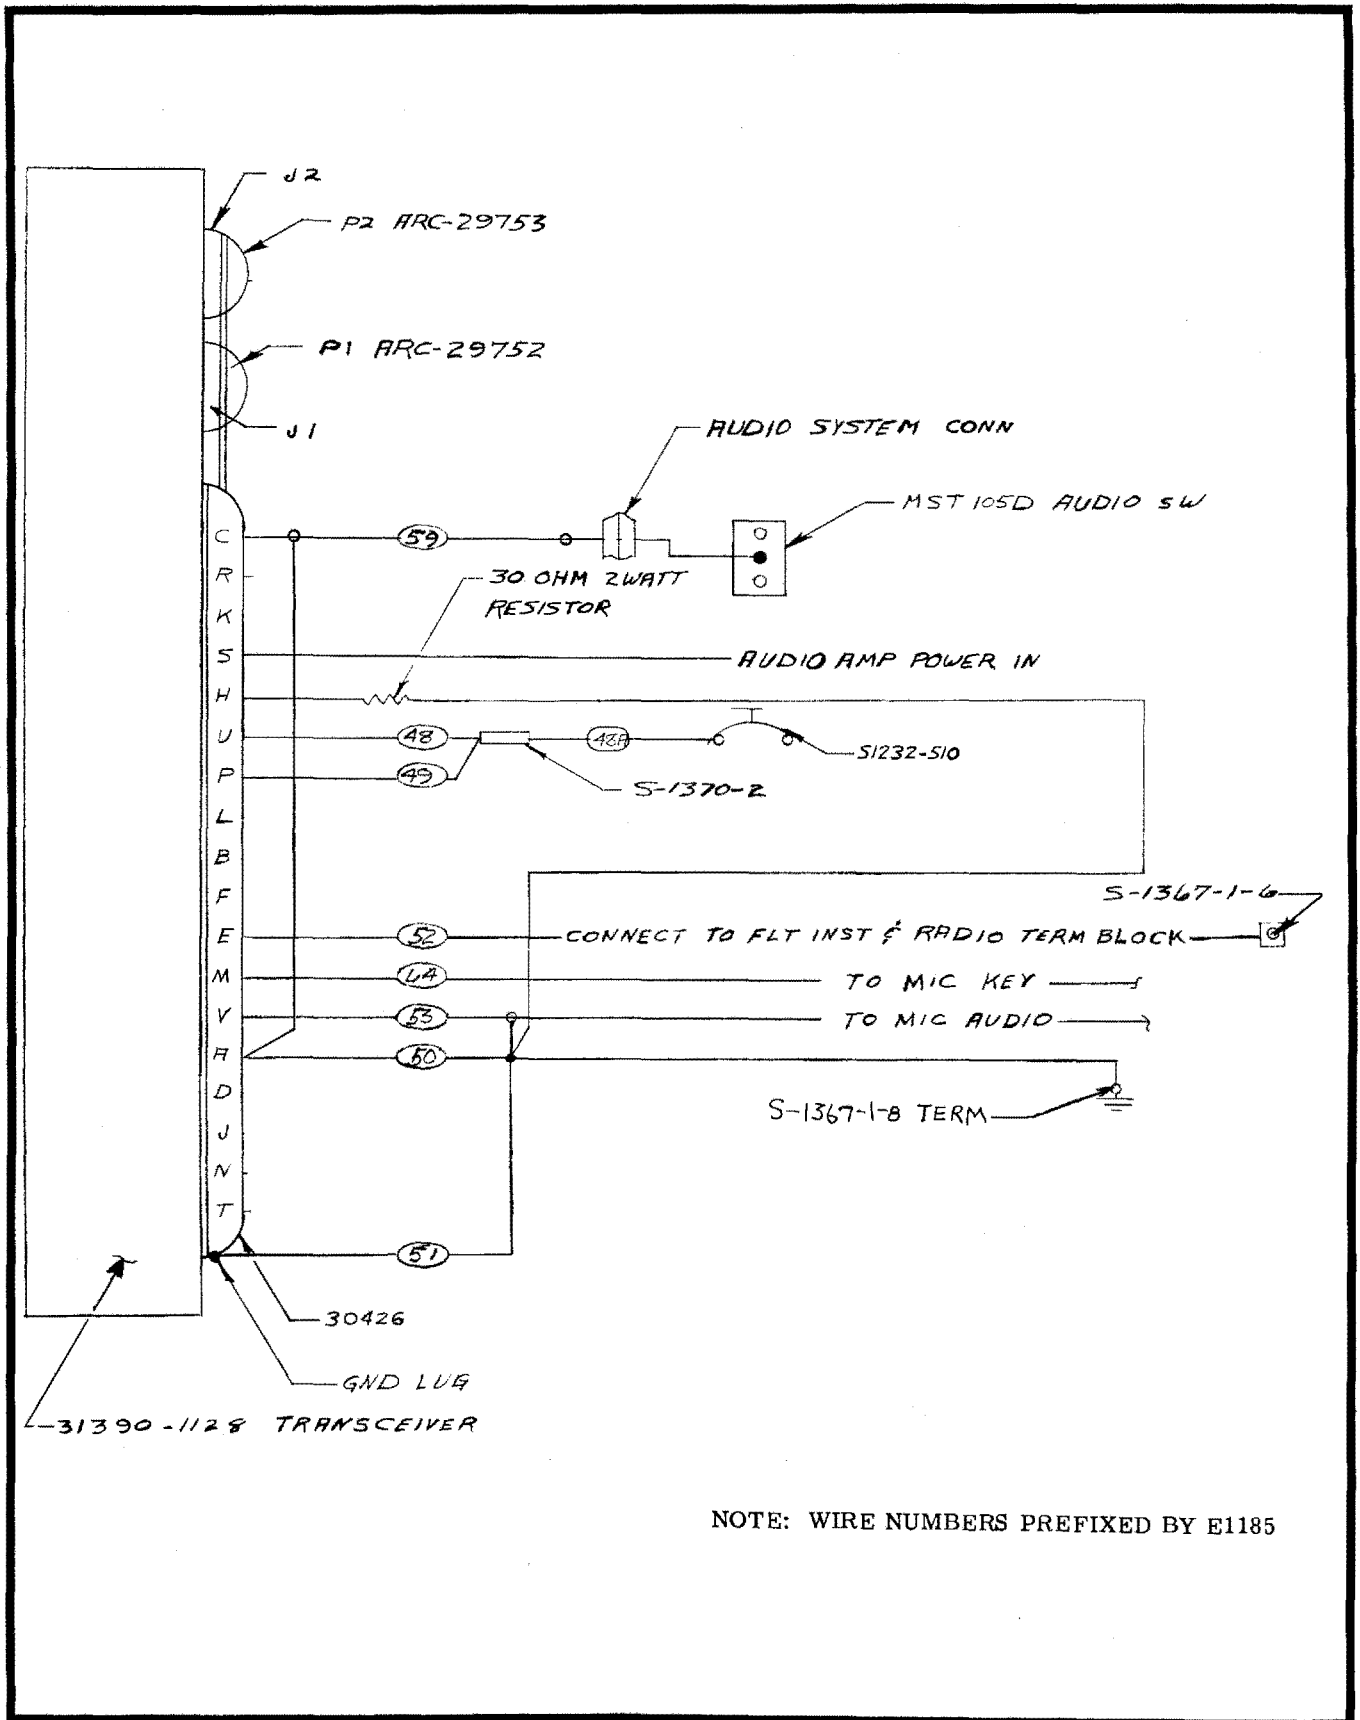 J2
P2 ARC-29753
P1 ARC-29752
J1
AUDIO SYSTEM CONN
MST 105D AUDIO SW
C
59
R
30 OHM 2WATT
RESISTOR
K
S
AUDIO AMP POWER IN
H
U
48
48A
S1232-510
P
49
S-1370-2
L
B
F
S-1367-1-6
E
52
CONNECT TO FLT INST & RADIO TERM BLOCK
M
64
TO MIC KEY
V
53
TO MIC AUDIO
A
50
D
S-1367-1-8 TERM
J
N
T
51
30426
GND LUG
31390-1128 TRANSCEIVER
NOTE: WIRE NUMBERS PREFIXED BY E1185